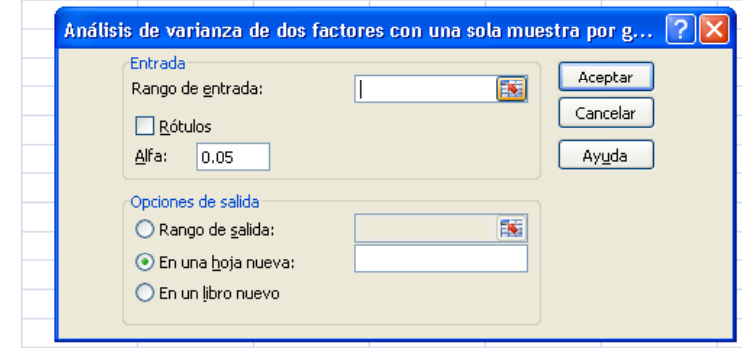 Análisis de varianza de dos factores con una sola muestra por g...
Entrada
Rango de entrada:
Rótulos
Alfa: 0.05
Opciones de salida
Rango de salida:
En una hoja nueva:
En un libro nuevo
Aceptar
Cancelar
Ayuda